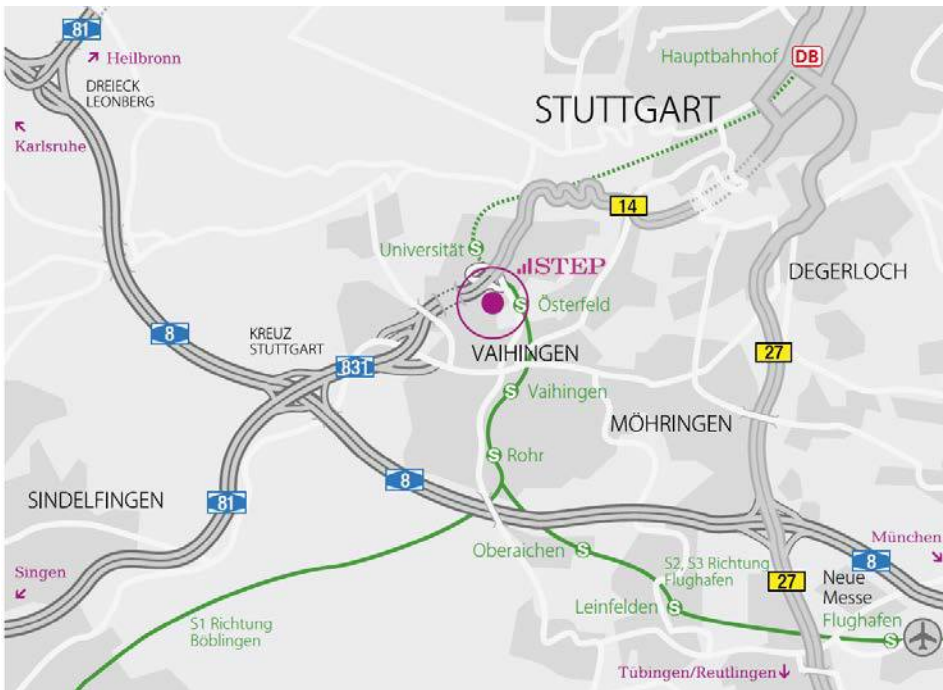 81
Heilbronn
DREIECK
LEONBERG
Karlsruhe
Hauptbahnhof
DB
STUTTGART
14
Universität
S
STEP
DEGERLOCH
S
Österfeld
8
KREUZ
STUTTGART
831
VAIHINGEN
27
S
Vaihingen
MÖHRINGEN
S
Rohr
8
SINDELFINGEN
81
München
8
Oberaichen
S
S2, S3 Richtung
Flughafen
Singen
27
Neue
Messe
Leinfelden
S
Flughafen
S
S1 Richtung
Böblingen
Tübingen/Reutlingen